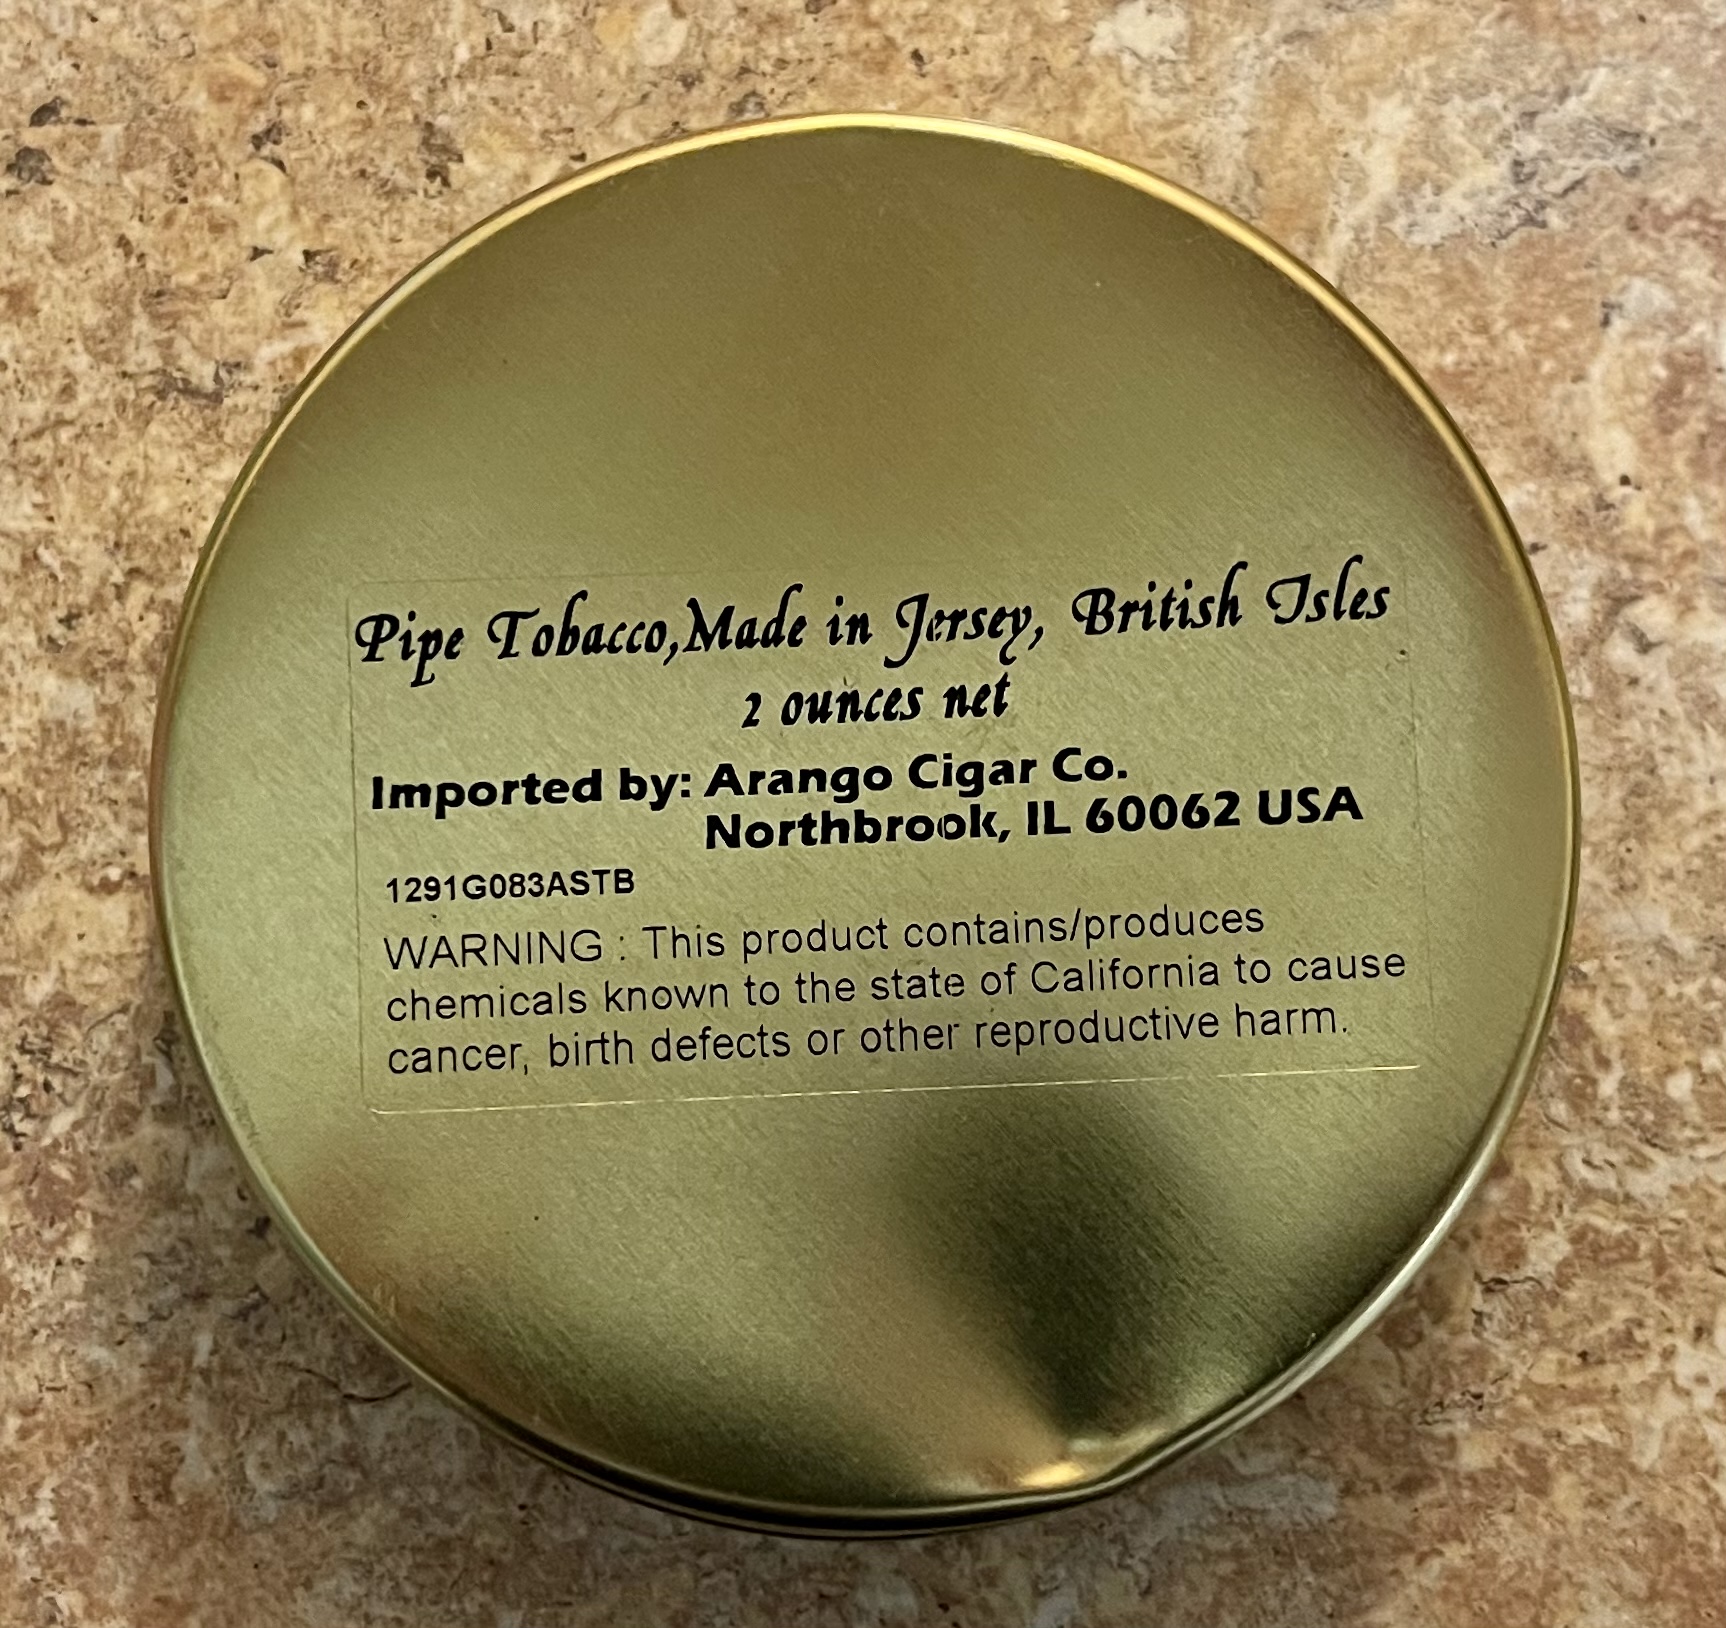 Pipe Tobacco,Made in Jersey, British Isles
2 ounces net
Imported by: Arango Cigar Co.
Northbrook, IL 60062 USA
1291G083ASTB
WARNING : This product contains/produces
chemicals known to the state of California to cause
cancer, birth defects or other reproductive harm.